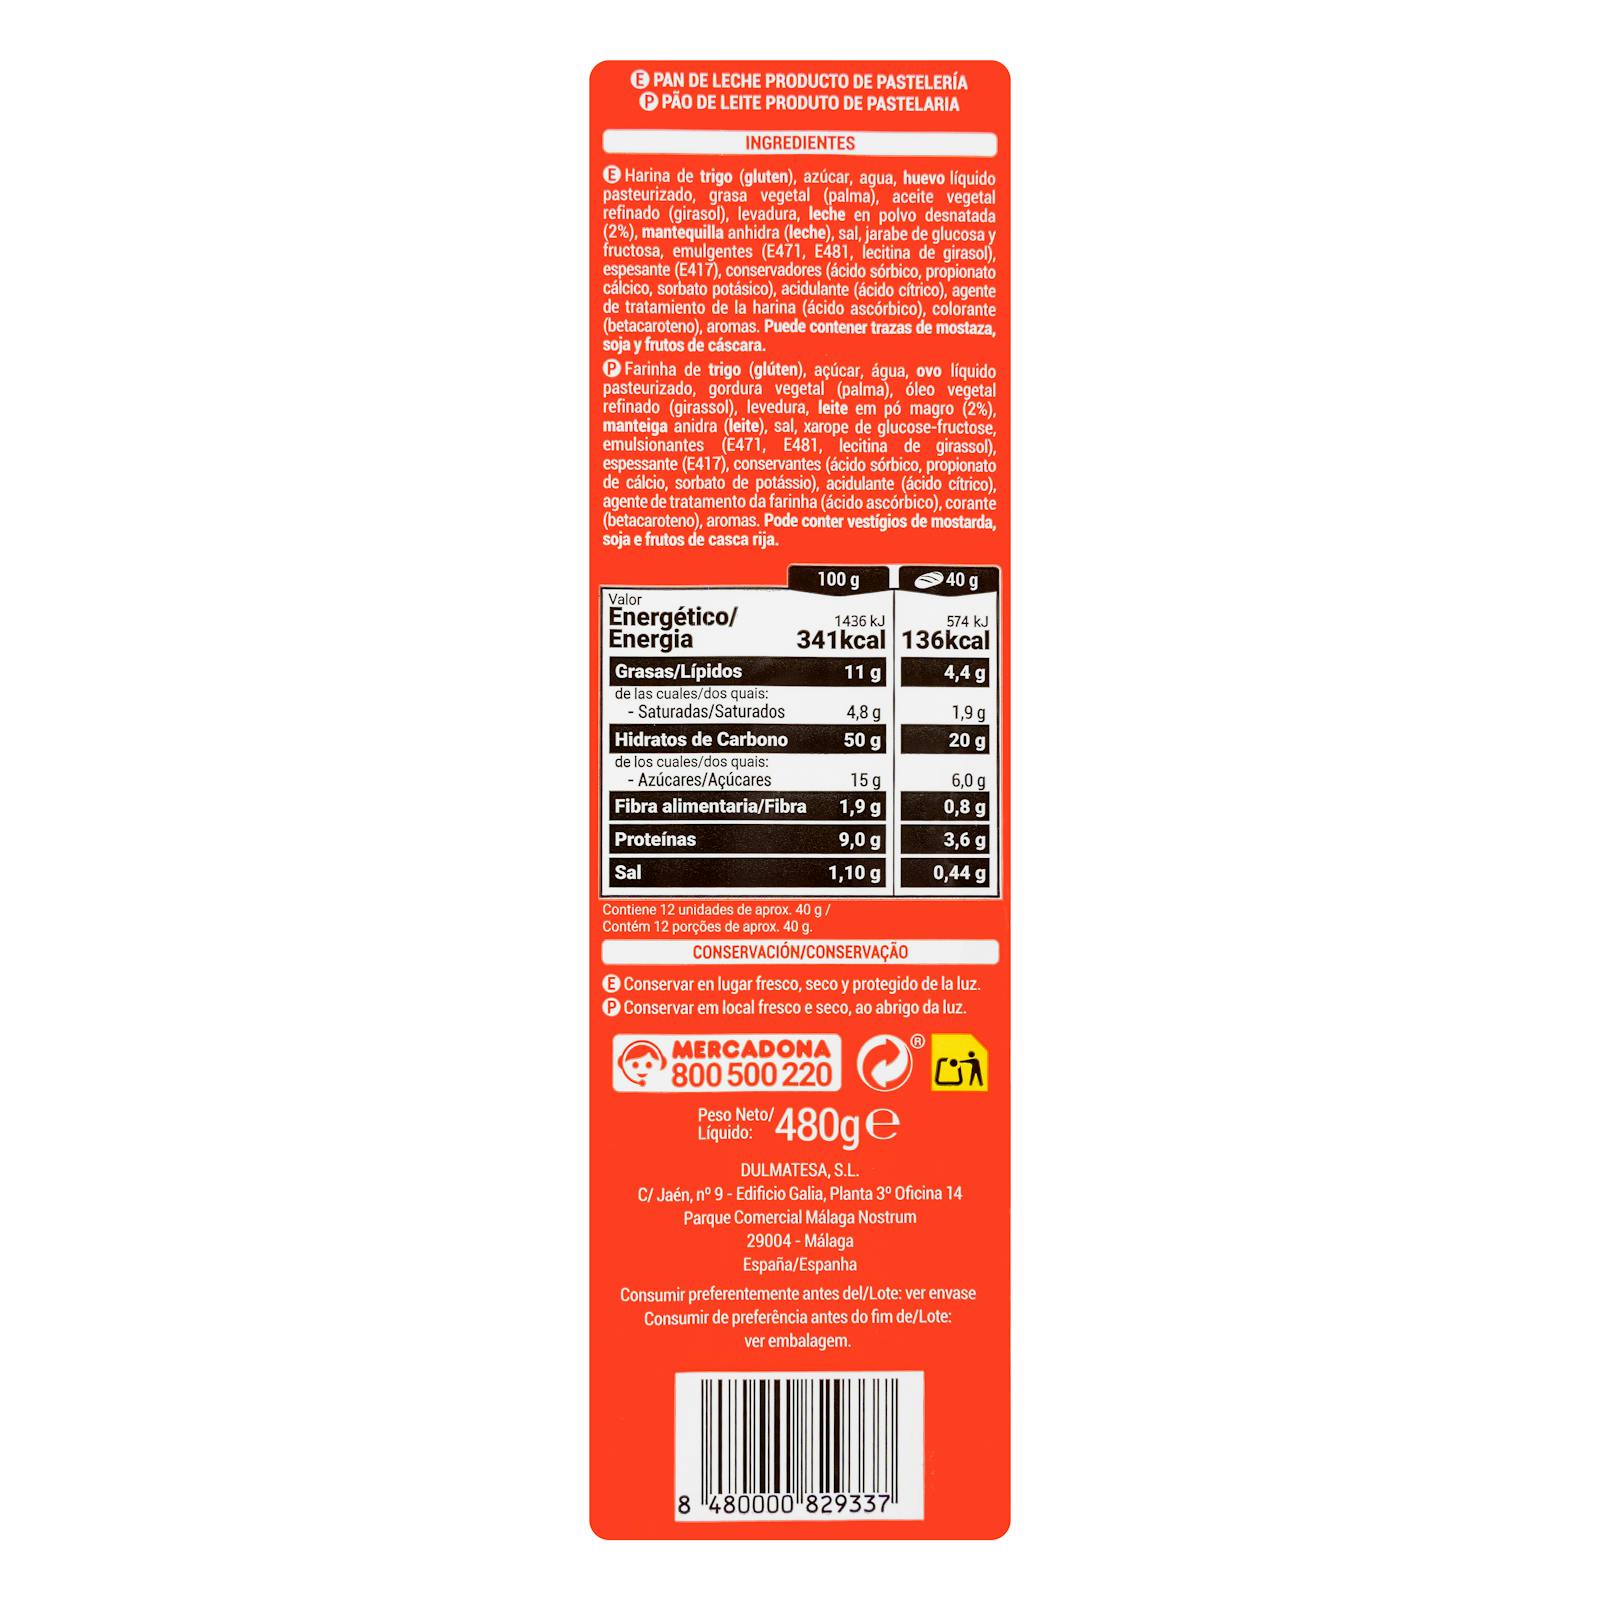 E PAN DE LECHE PRODUCTO DE PASTELERÍA
P PÃO DE LEITE PRODUTO DE PASTELARIA
INGREDIENTES
E Harina de trigo (gluten), azúcar, agua, huevo líquido
pasteurizado, grasa vegetal (palma), aceite vegetal
refinado (girasol), levadura, leche en polvo desnatada
(2%), mantequilla anhidra (leche), sal, jarabe de glucosa y
fructosa, emulgentes (E471, E481, lecitina de girasol),
espesante (E417), conservadores (ácido sórbico, propionato
cálcico, sorbato potásico), acidulante (ácido cítrico), agente
de tratamiento de la harina (ácido ascórbico), colorante
(betacaroteno), aromas. Puede contener trazas de mostaza,
soja y frutos de cáscara.
P Farinha de trigo (glúten), açúcar, água, ovo líquido
pasteurizado, gordura vegetal (palma), óleo vegetal
refinado (girassol), levedura, leite em pó magro (2%),
manteiga anidra (leite), sal, xarope de glucose-fructose,
emulsionantes (E471, E481, lecitina de girassol),
espessante (E417), conservantes (ácido sórbico, propionato
de cálcio, sorbato de potássio), acidulante (ácido cítrico),
agente de tratamento da farinha (ácido ascórbico), corante
(betacaroteno), aromas. Pode conter vestígios de mostarda,
soja e frutos de casca rija.
100 g 40 g
Valor
Energético/ 1436 kJ 574 kJ
Energia 341kcal 136kcal
Grasas/Lípidos 11 g 4,4 g
de las cuales/dos quais:
- Saturadas/Saturados 4,8 g 1,9 g
Hidratos de Carbono 50 g 20 g
de los cuales/dos quais:
- Azúcares/Açúcares 15 g 6,0 g
Fibra alimentaria/Fibra 1,9 g 0,8 g
Proteínas 9,0 g 3,6 g
Sal 1,10 g 0,44 g
Contiene 12 unidades de aprox. 40 g /
Contém 12 porções de aprox. 40 g.
CONSERVACIÓN/CONSERVAÇÃO
E Conservar en lugar fresco, seco y protegido de la luz.
P Conservar em local fresco e seco, ao abrigo da luz.
MERCADONA ®
800 500 220
Peso Neto/
Líquido: 480g ℮
DULMATESA, S.L.
C/ Jaén, nº 9 - Edificio Galia, Planta 3º Oficina 14
Parque Comercial Málaga Nostrum
29004 - Málaga
España/Espanha
Consumir preferentemente antes del/Lote: ver envase
Consumir de preferência antes do fim de/Lote:
ver embalagem.
8 480000 829337